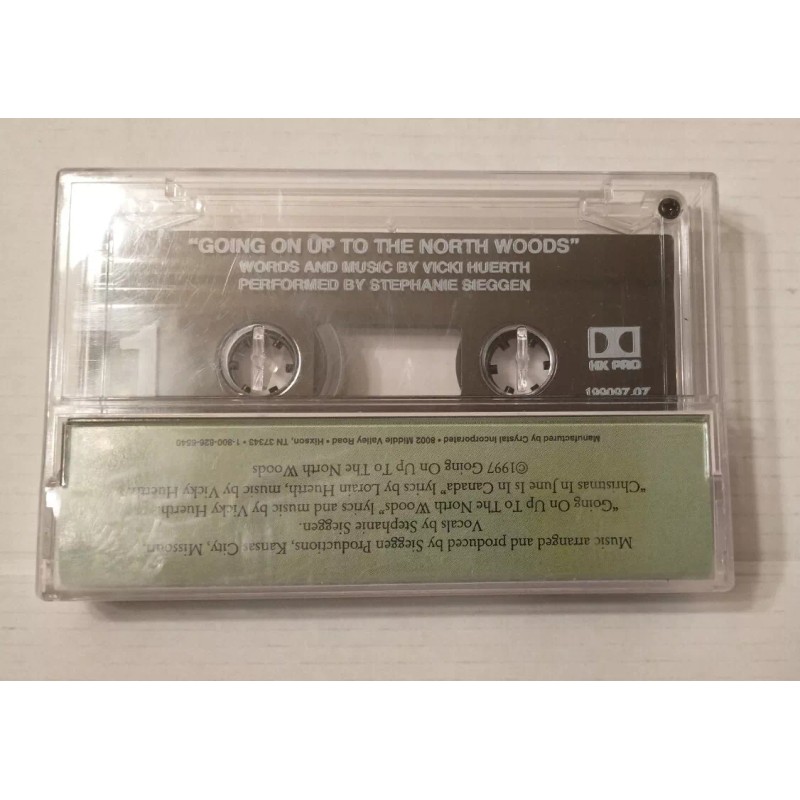 "GOING ON UP TO THE NORTH WOODS"
WORDS AND MUSIC BY VICKI HUERTH
PERFORMED BY STEPHANIE SIEGGEN
1
HX PRO
199097.07
Music arranged and produced by Sieggen Productions, Kansas City, Missouri.
Vocals by Stephanie Sieggen.
"Going On Up To The North Woods" lyrics and music by Vicky Huerth
"Christmas In June Is In Canada" lyrics by Lorain Huerth, music by Vicky Huerth
©1997 Going On Up To The North Woods
Manufactured by Crystal Incorporated • 8002 Middle Valley Road • Hixson, TN 37343 • 1-800-826-6540